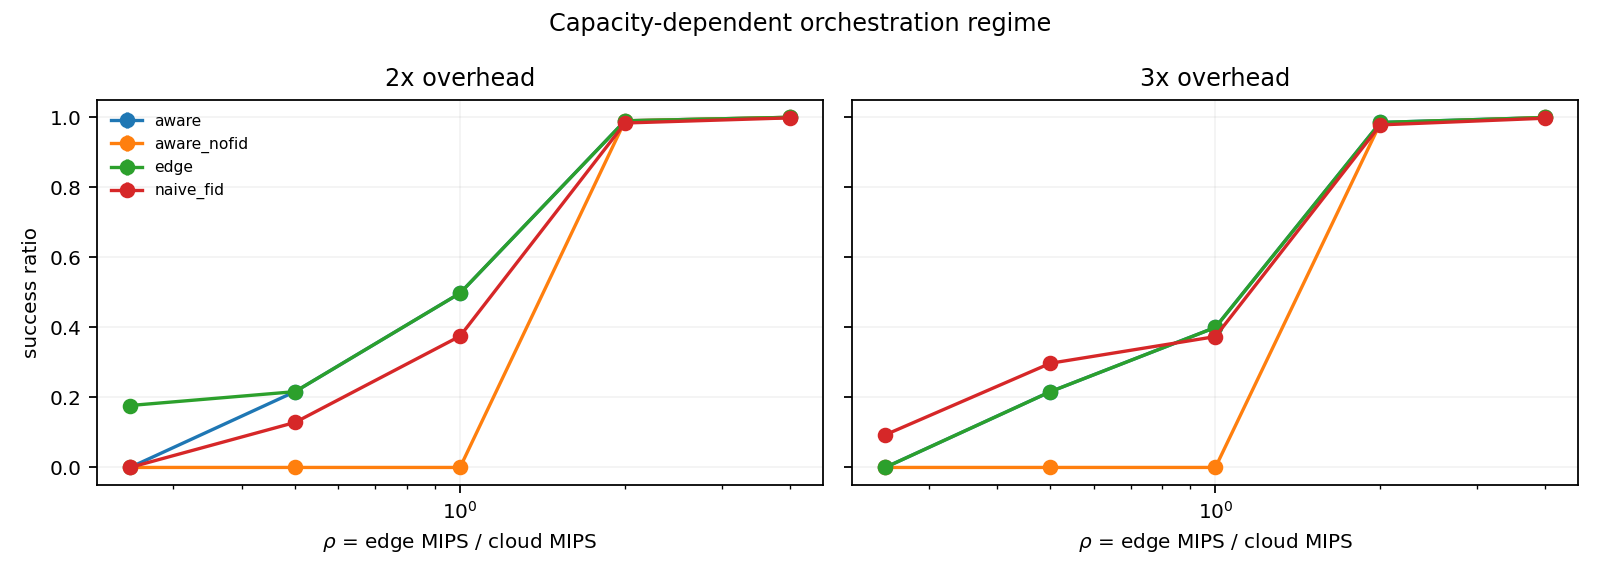 Capacity-dependent orchestration regime
2x overhead
3x overhead
1.0
0.8
0.6
0.4
0.2
0.0
success ratio
aware
aware_nofid
edge
naive_fid
10⁰
10⁰
ρ = edge MIPS / cloud MIPS
ρ = edge MIPS / cloud MIPS